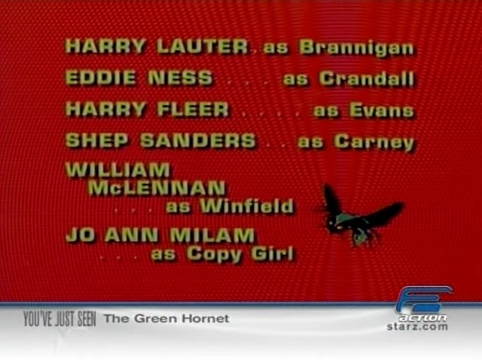 HARRY LAUTER . as Brannigan
EDDIE NESS . . . as Crandall
HARRY FLEER . . . . as Evans
SHEP SANDERS . . as Carney
WILLIAM
McLENNAN
. . . as Winfield
JO ANN MILAM
. . . as Copy Girl
YOU'VE JUST SEEN The Green Hornet
ACTION
starz.com